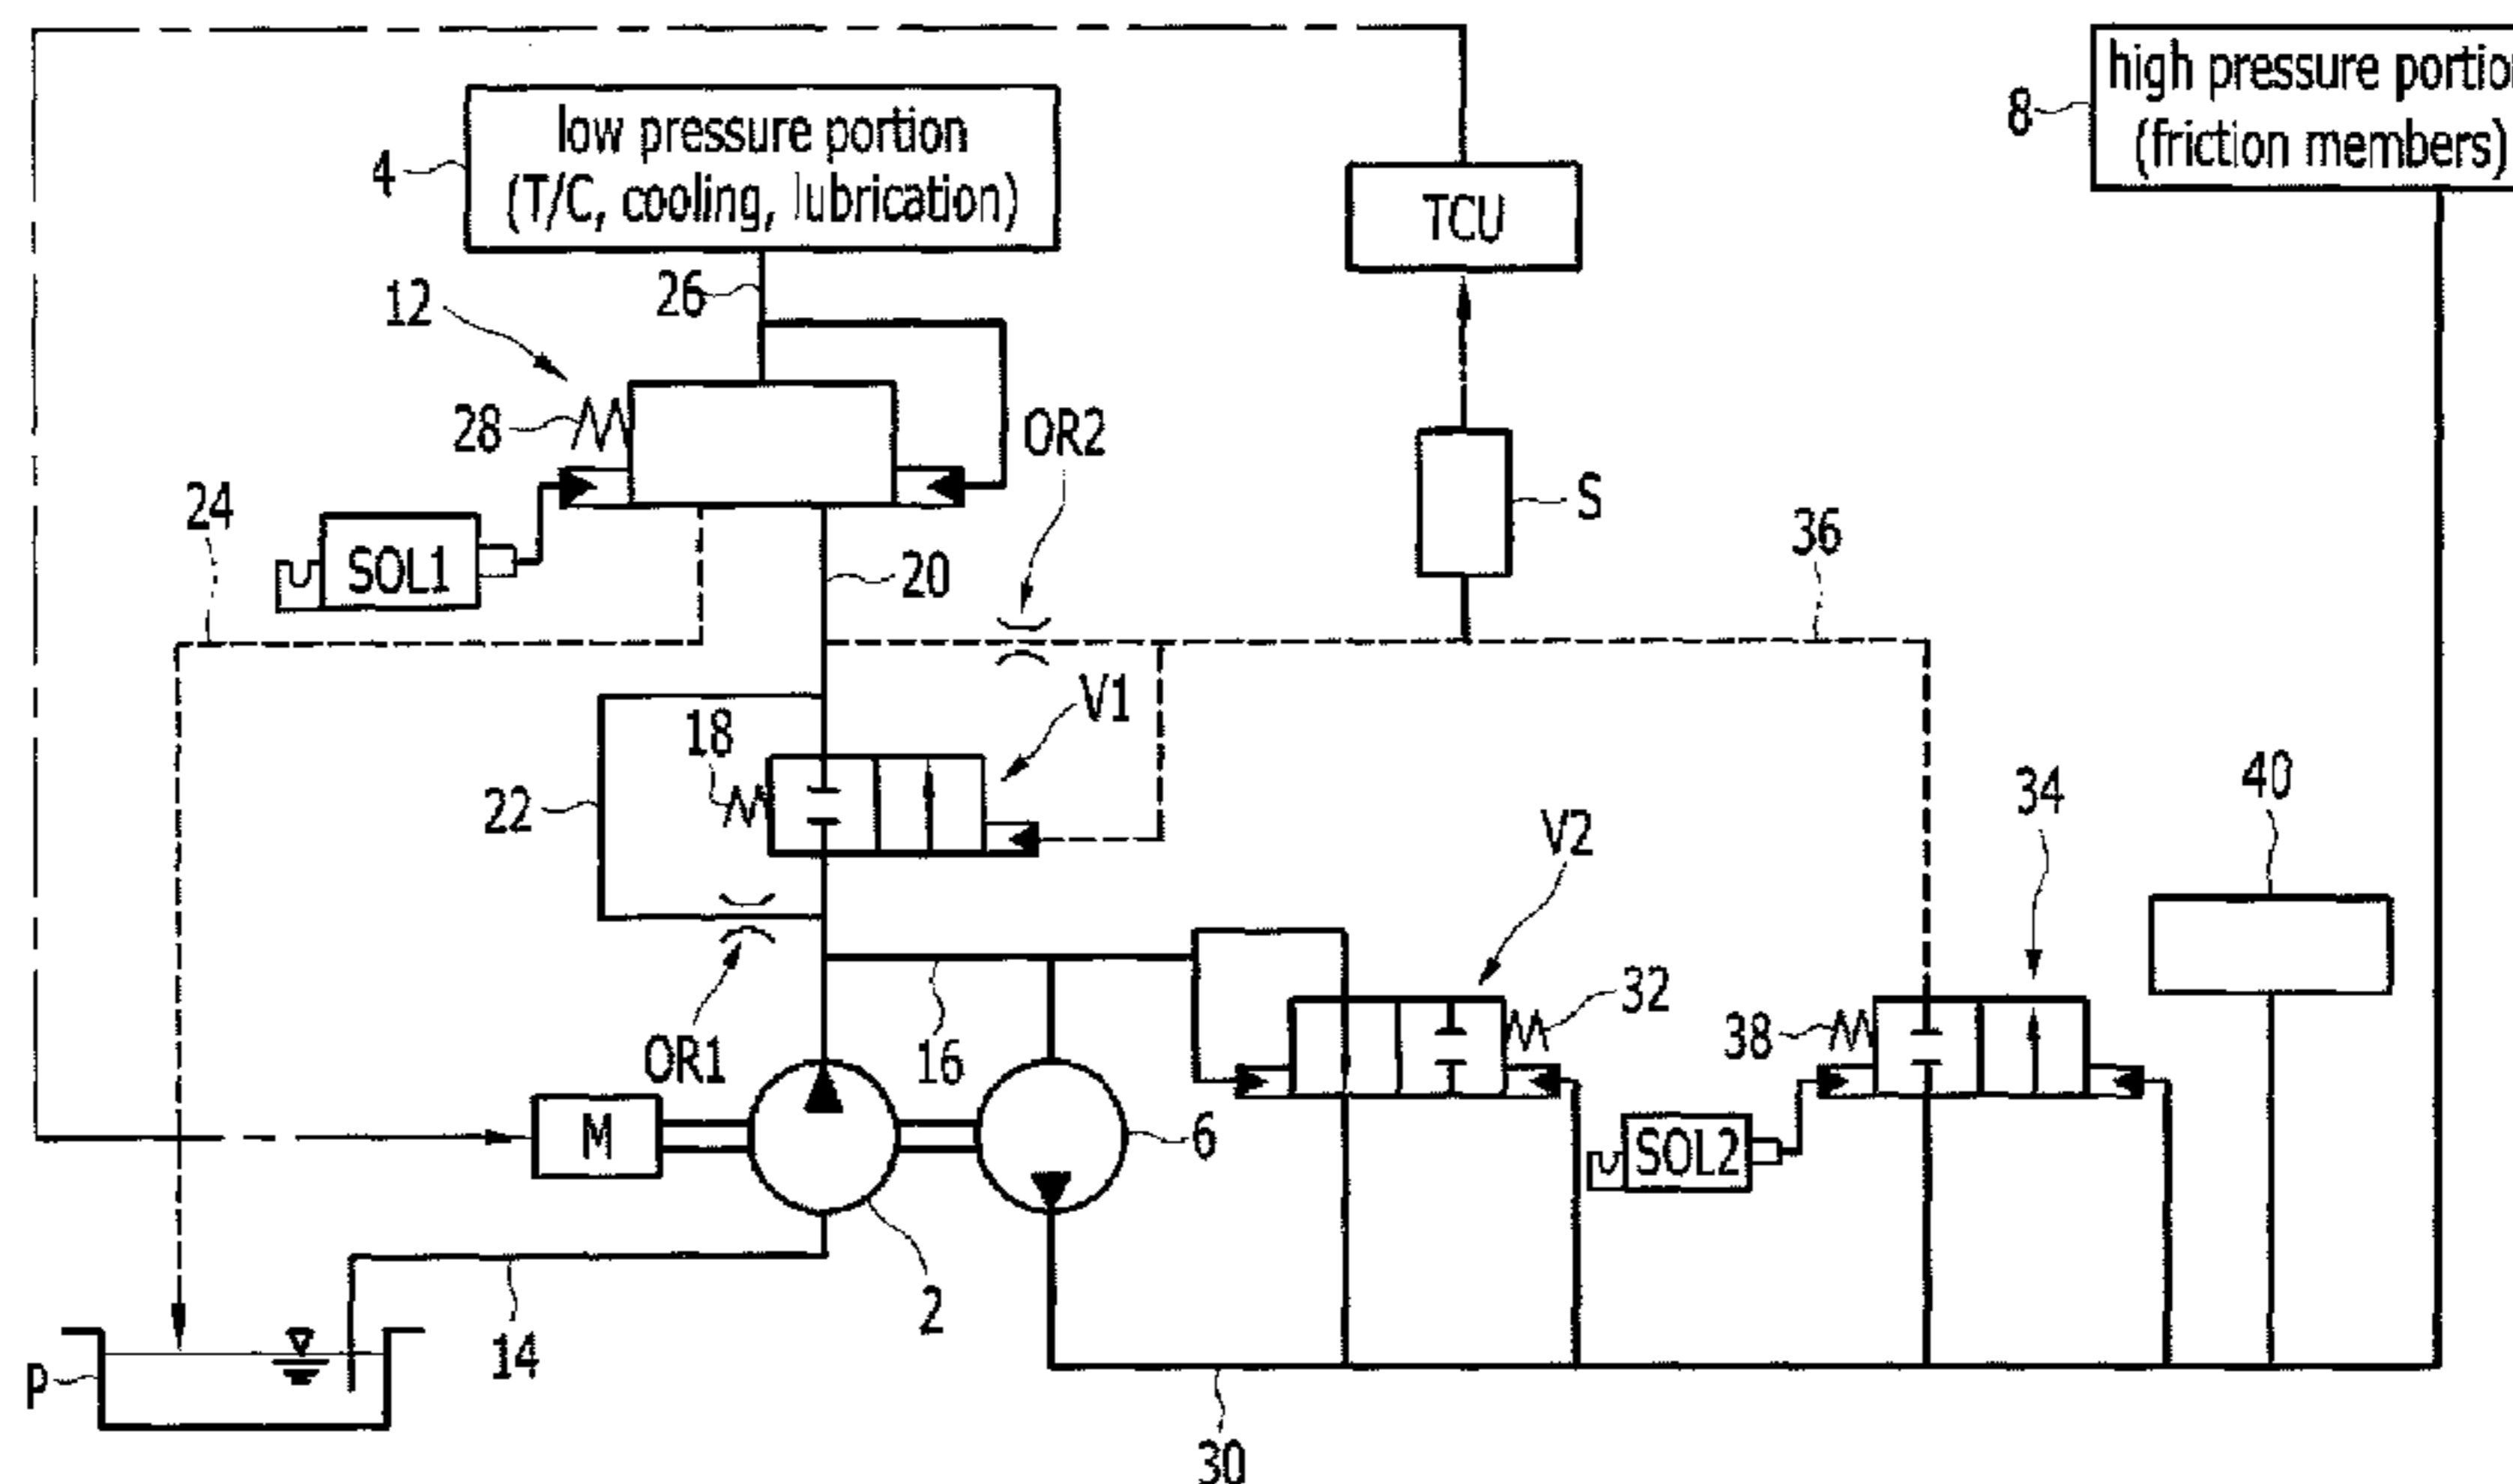 high pressure portion
(friction members)
8
low pressure portion
(T/C, cooling, lubrication)
4
TCU
26
12
28
OR2
24
SOL1
S
20
36
V1
18
22
V2
34
40
32
38
OR1
16
M
6
SOL2
2
14
P
30